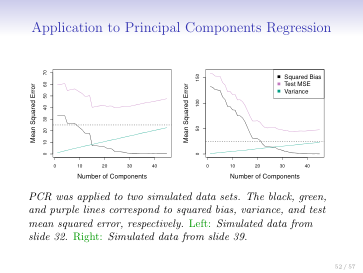 Application to Principal Components Regression
Mean Squared Error
0 10 20 30 40 50 60 70
0 10 20 30 40
Number of Components
Mean Squared Error
0 50 100 150
0 10 20 30 40
Number of Components
Squared Bias
Test MSE
Variance
PCR was applied to two simulated data sets. The black, green,
and purple lines correspond to squared bias, variance, and test
mean squared error, respectively. Left: Simulated data from
slide 32. Right: Simulated data from slide 39.
52 / 57